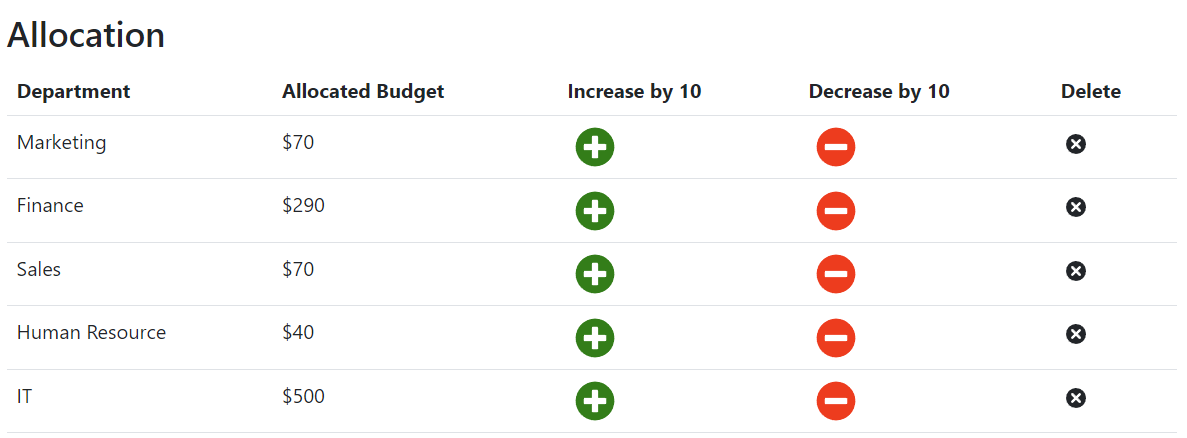 Allocation
Department Allocated Budget Increase by 10 Decrease by 10 Delete
Marketing $70
Finance $290
Sales $70
Human Resource $40
IT $500